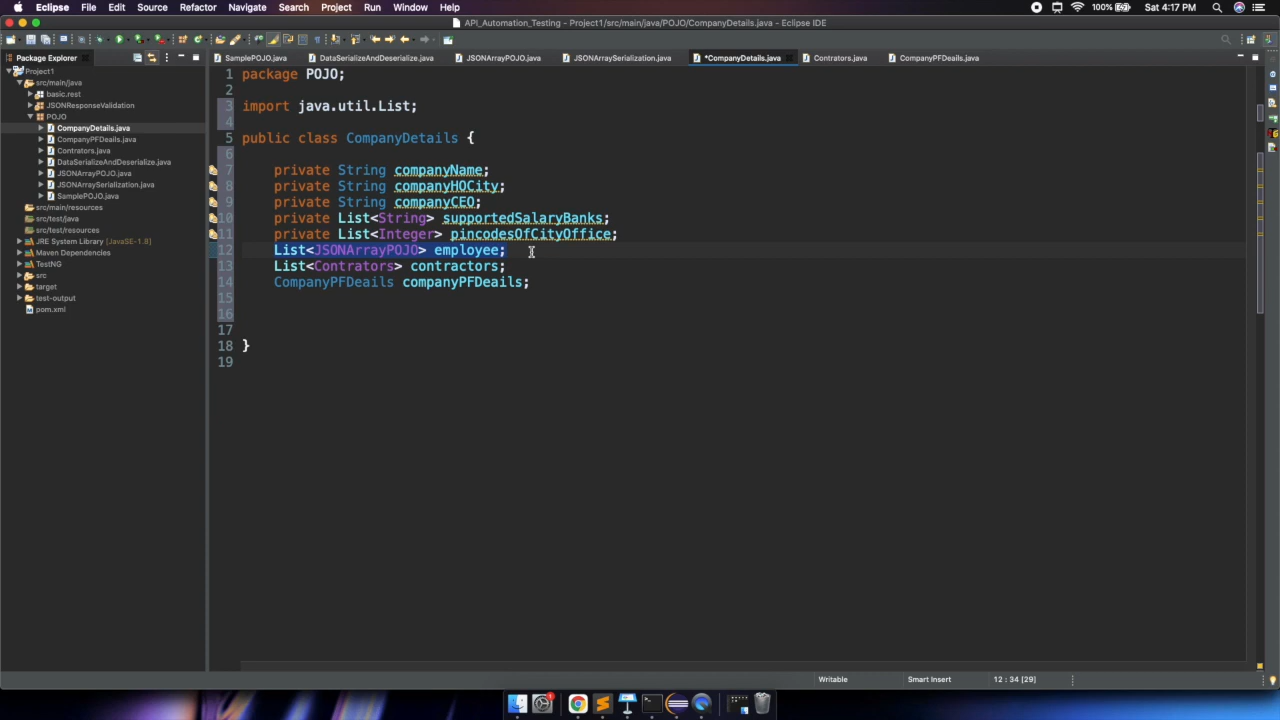 Eclipse File Edit Source Refactor Navigate Search Project Run Window Help 100% Sat 4:17 PM
API_Automation_Testing - Project1/src/main/java/POJO/CompanyDetails.java - Eclipse IDE
Package Explorer
SamplePOJO.java DataSerializeAndDeserialize.java JSONArrayPOJO.java JSONArraySerialization.java *CompanyDetails.java Contrators.java CompanyPFDeails.java
Project1
src/main/java
basic.rest
JSONResponseValidation
POJO
CompanyDetails.java
CompanyPFDeails.java
Contrators.java
DataSerializeAndDeserialize.java
JSONArrayPOJO.java
JSONArraySerialization.java
SamplePOJO.java
src/main/resources
src/test/java
src/test/resources
JRE System Library [JavaSE-1.8]
Maven Dependencies
TestNG
src
target
test-output
pom.xml
1 package POJO;
2
3 import java.util.List;
4
5 public class CompanyDetails {
6
7 private String companyName;
8 private String companyHOCity;
9 private String companyCEO;
10 private List<String> supportedSalaryBanks;
11 private List<Integer> pincodesOfCityOffice;
12 List<JSONArrayPOJO> employee;
13 List<Contrators> contractors;
14 CompanyPFDeails companyPFDeails;
15
16
17
18 }
19
Writable Smart Insert 12 : 34 [29]